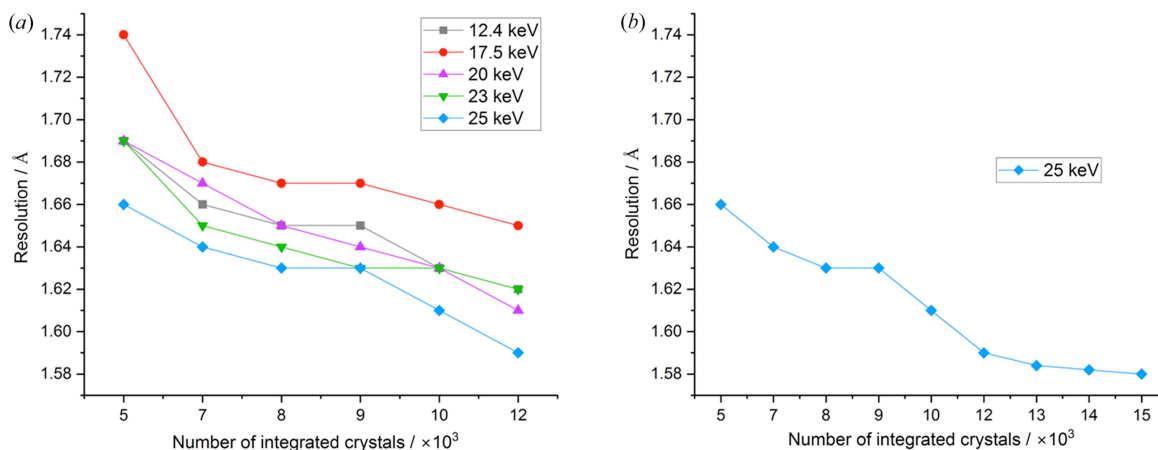 (a)
1.74
1.72
1.70
1.68
1.66
1.64
1.62
1.60
1.58
Resolution / Å
12.4 keV
17.5 keV
20 keV
23 keV
25 keV
5 7 8 9 10 12
Number of integrated crystals / ×10³
(b)
1.74
1.72
1.70
1.68
1.66
1.64
1.62
1.60
1.58
Resolution / Å
25 keV
5 7 8 9 10 12 13 14 15
Number of integrated crystals / ×10³